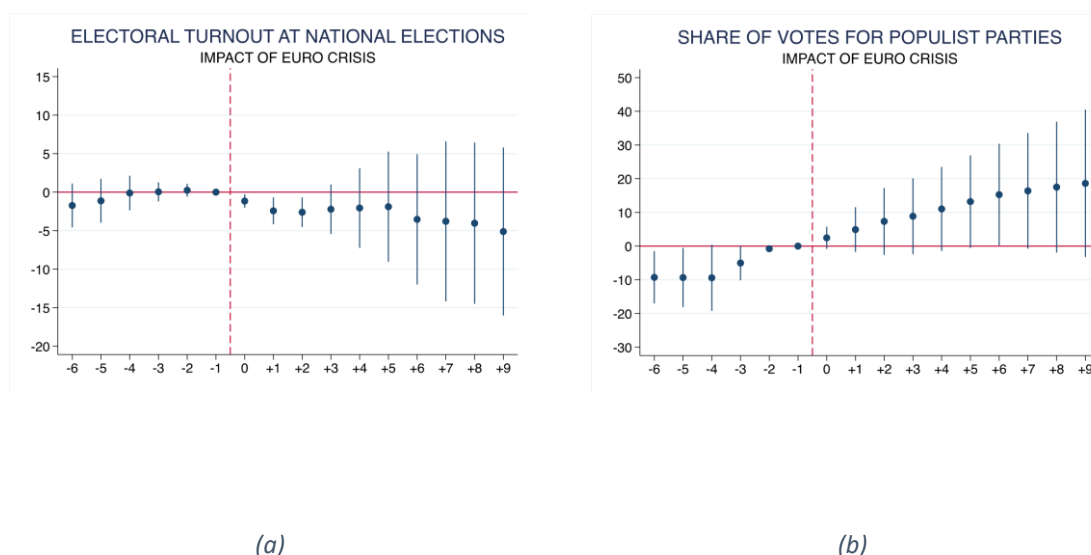 ELECTORAL TURNOUT AT NATIONAL ELECTIONS
IMPACT OF EURO CRISIS
15
10
5
0
-5
-10
-15
-20
-6 -5 -4 -3 -2 -1 0 +1 +2 +3 +4 +5 +6 +7 +8 +9
(a)
SHARE OF VOTES FOR POPULIST PARTIES
IMPACT OF EURO CRISIS
50
40
30
20
10
0
-10
-20
-30
-6 -5 -4 -3 -2 -1 0 +1 +2 +3 +4 +5 +6 +7 +8 +9
(b)